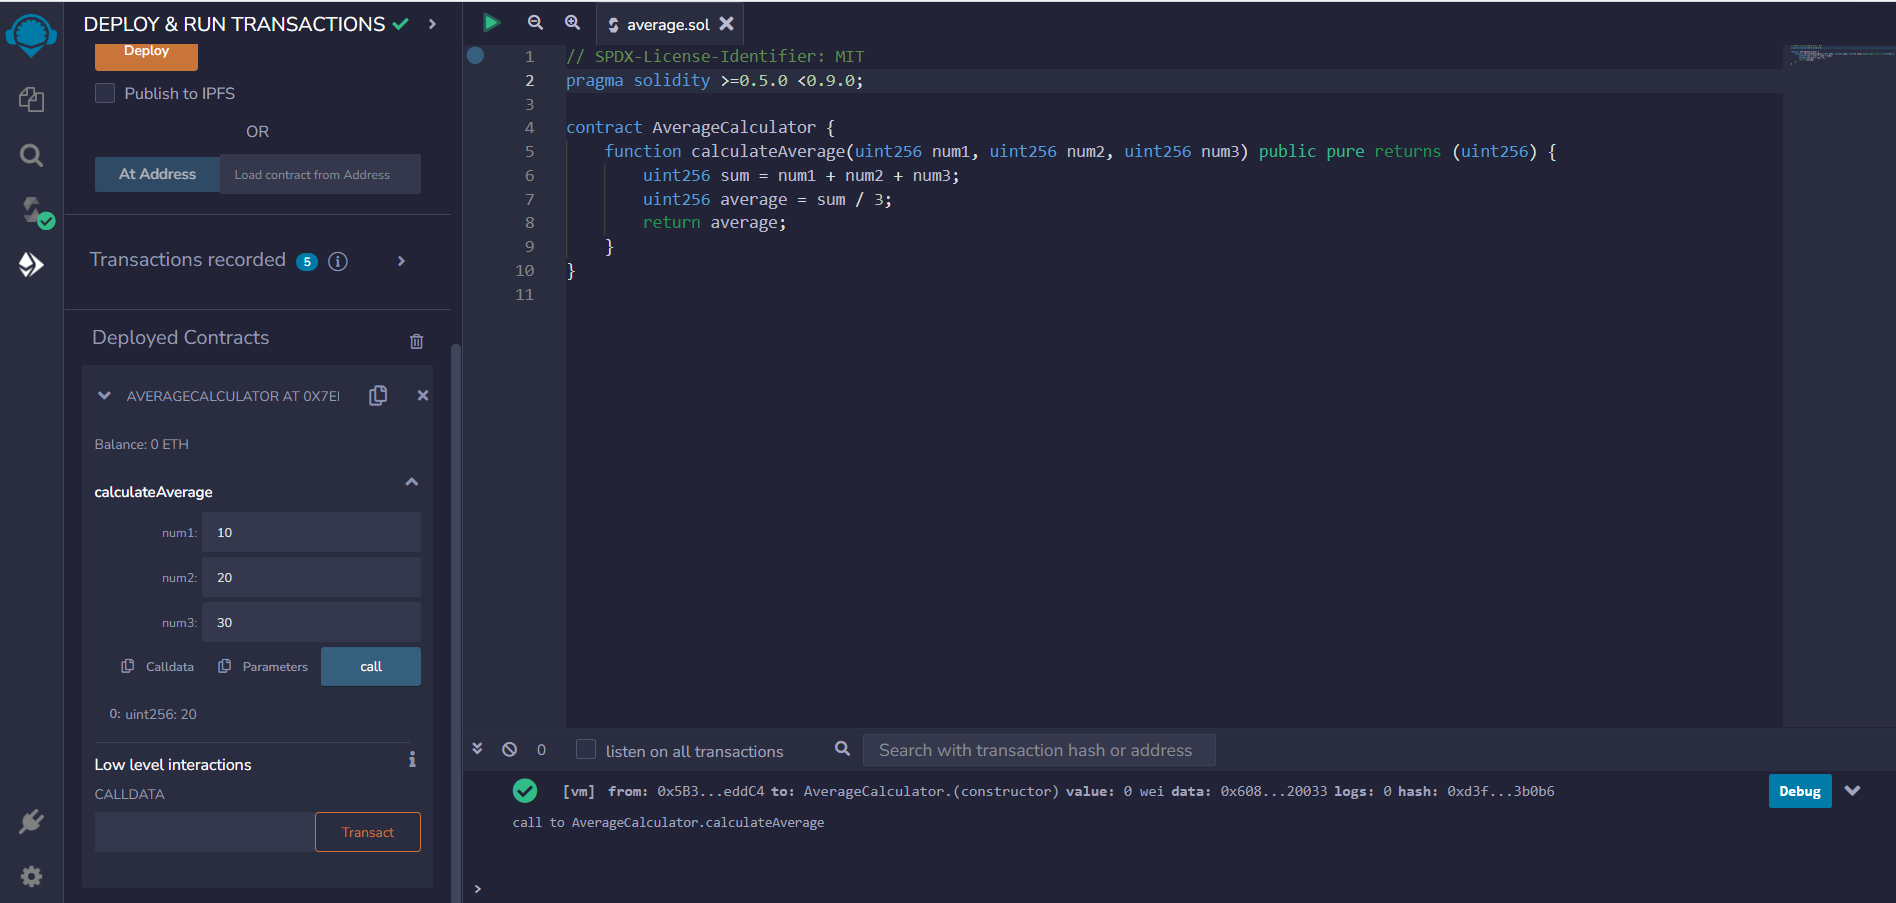 DEPLOY & RUN TRANSACTIONS
Deploy
Publish to IPFS
OR
At Address
Load contract from Address
Transactions recorded 5
Deployed Contracts
AVERAGECALCULATOR AT 0X7E
Balance: 0 ETH
calculateAverage
num1: 10
num2: 20
num3: 30
Calldata
Parameters
call
0: uint256: 20
Low level interactions
CALLDATA
Transact
average.sol
1 // SPDX-License-Identifier: MIT
2 pragma solidity >=0.5.0 <0.9.0;
3
4 contract AverageCalculator {
5 function calculateAverage(uint256 num1, uint256 num2, uint256 num3) public pure returns (uint256) {
6 uint256 sum = num1 + num2 + num3;
7 uint256 average = sum / 3;
8 return average;
9 }
10 }
11
0
listen on all transactions
Search with transaction hash or address
[vm] from: 0x5B3...eddC4 to: AverageCalculator.(constructor) value: 0 wei data: 0x608...20033 logs: 0 hash: 0xd3f...3b0b6
Debug
call to AverageCalculator.calculateAverage
>